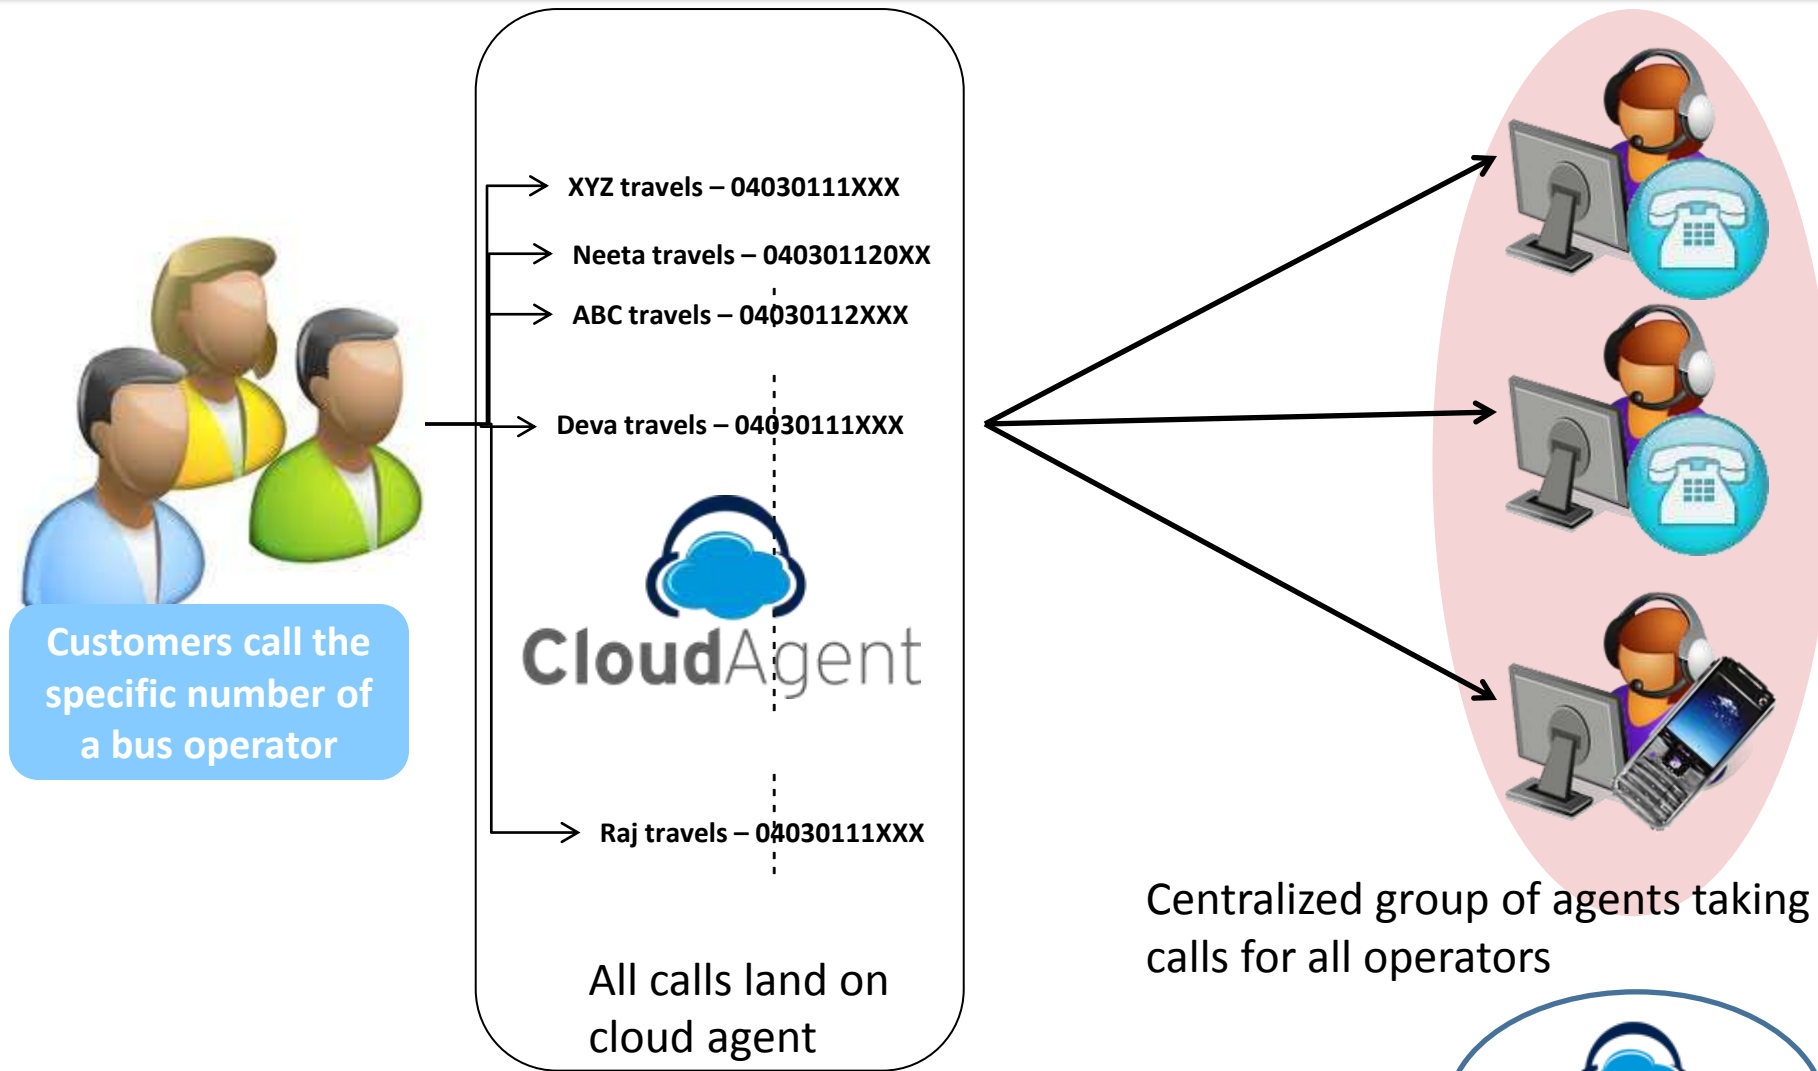 XYZ travels – 04030111XXX
Neeta travels – 040301120XX
ABC travels – 04030112XXX
Deva travels – 04030111XXX
CloudAgent
Customers call the
specific number of
a bus operator
Raj travels – 04030111XXX
All calls land on
cloud agent
Centralized group of agents taking
calls for all operators